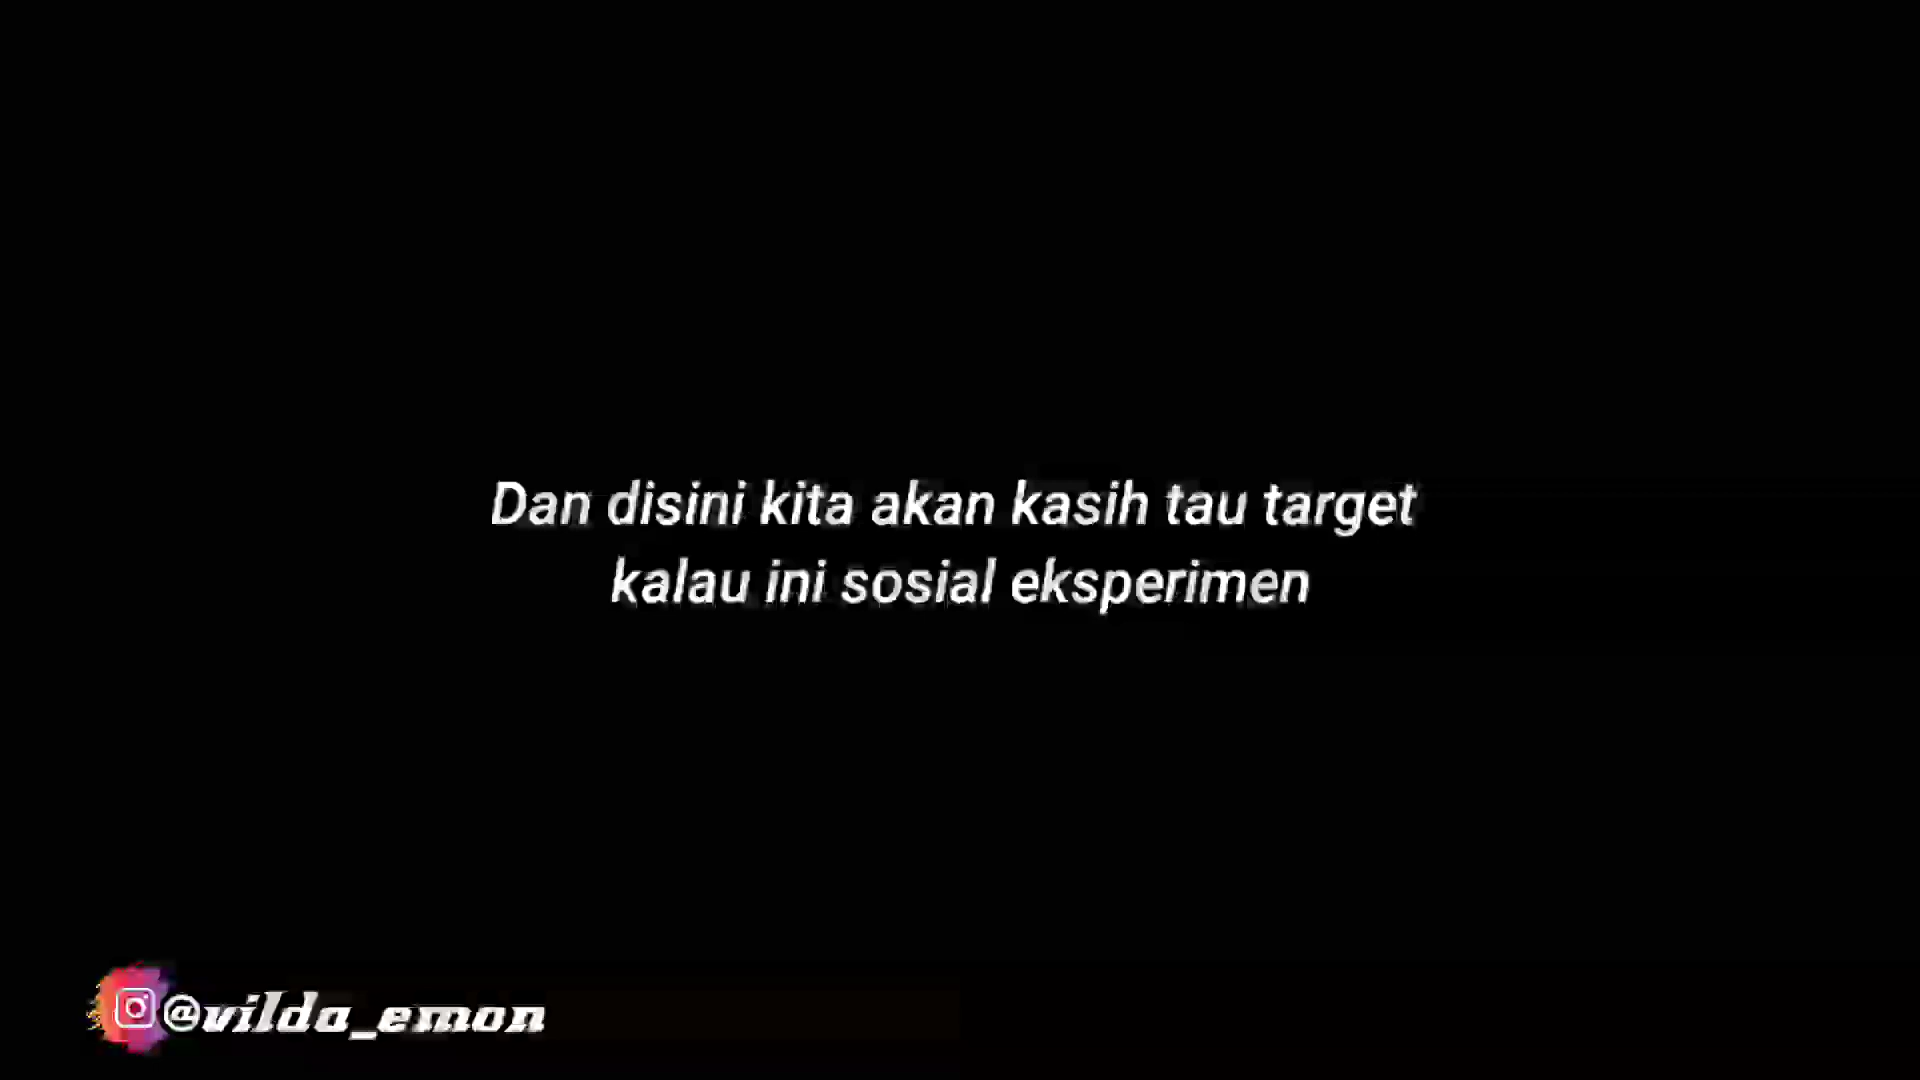 Dan disini kita akan kasih tau target
kalau ini sosial eksperimen
@vilda_emon